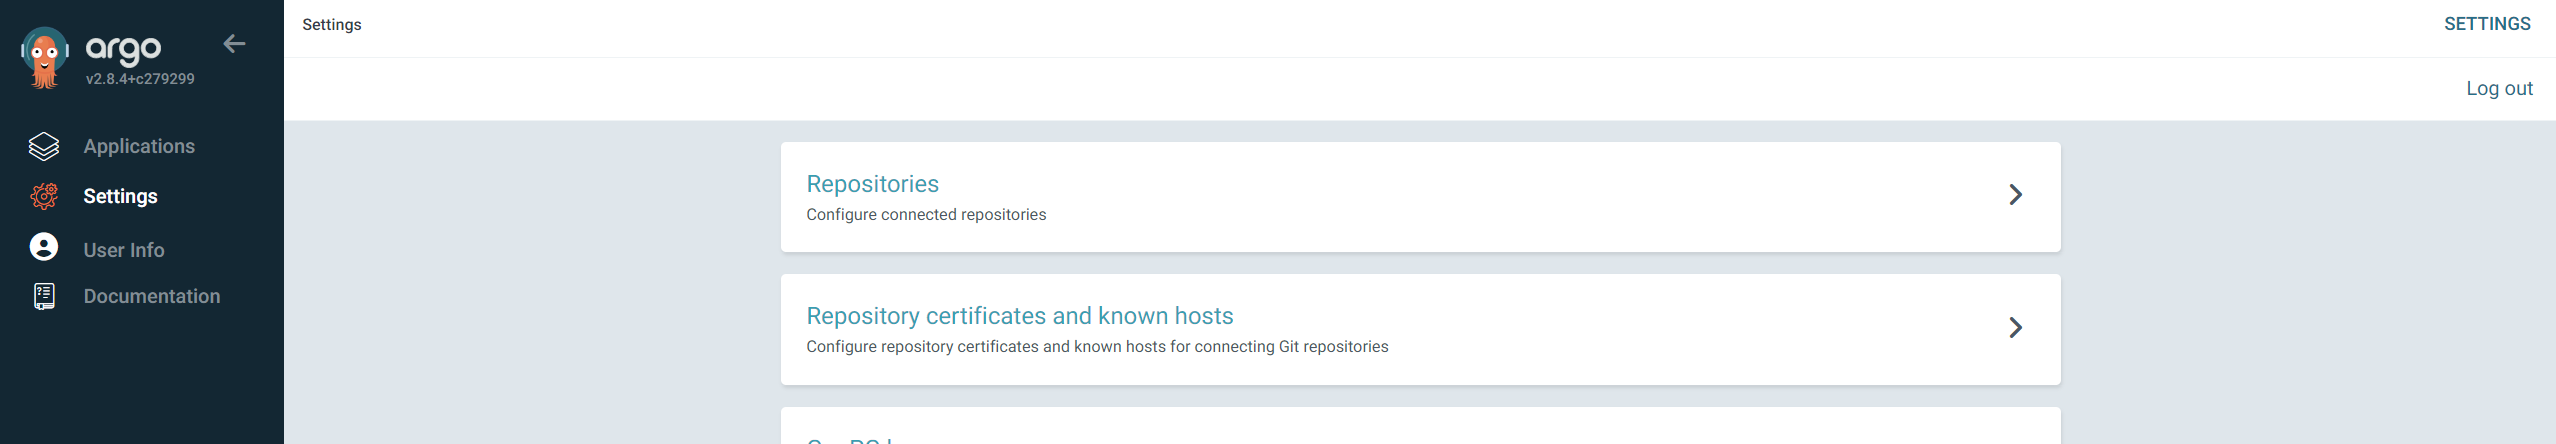 argo
v2.8.4+c279299
Applications
Settings
User Info
Documentation
Settings
SETTINGS
Log out
Repositories
Configure connected repositories
Repository certificates and known hosts
Configure repository certificates and known hosts for connecting Git repositories